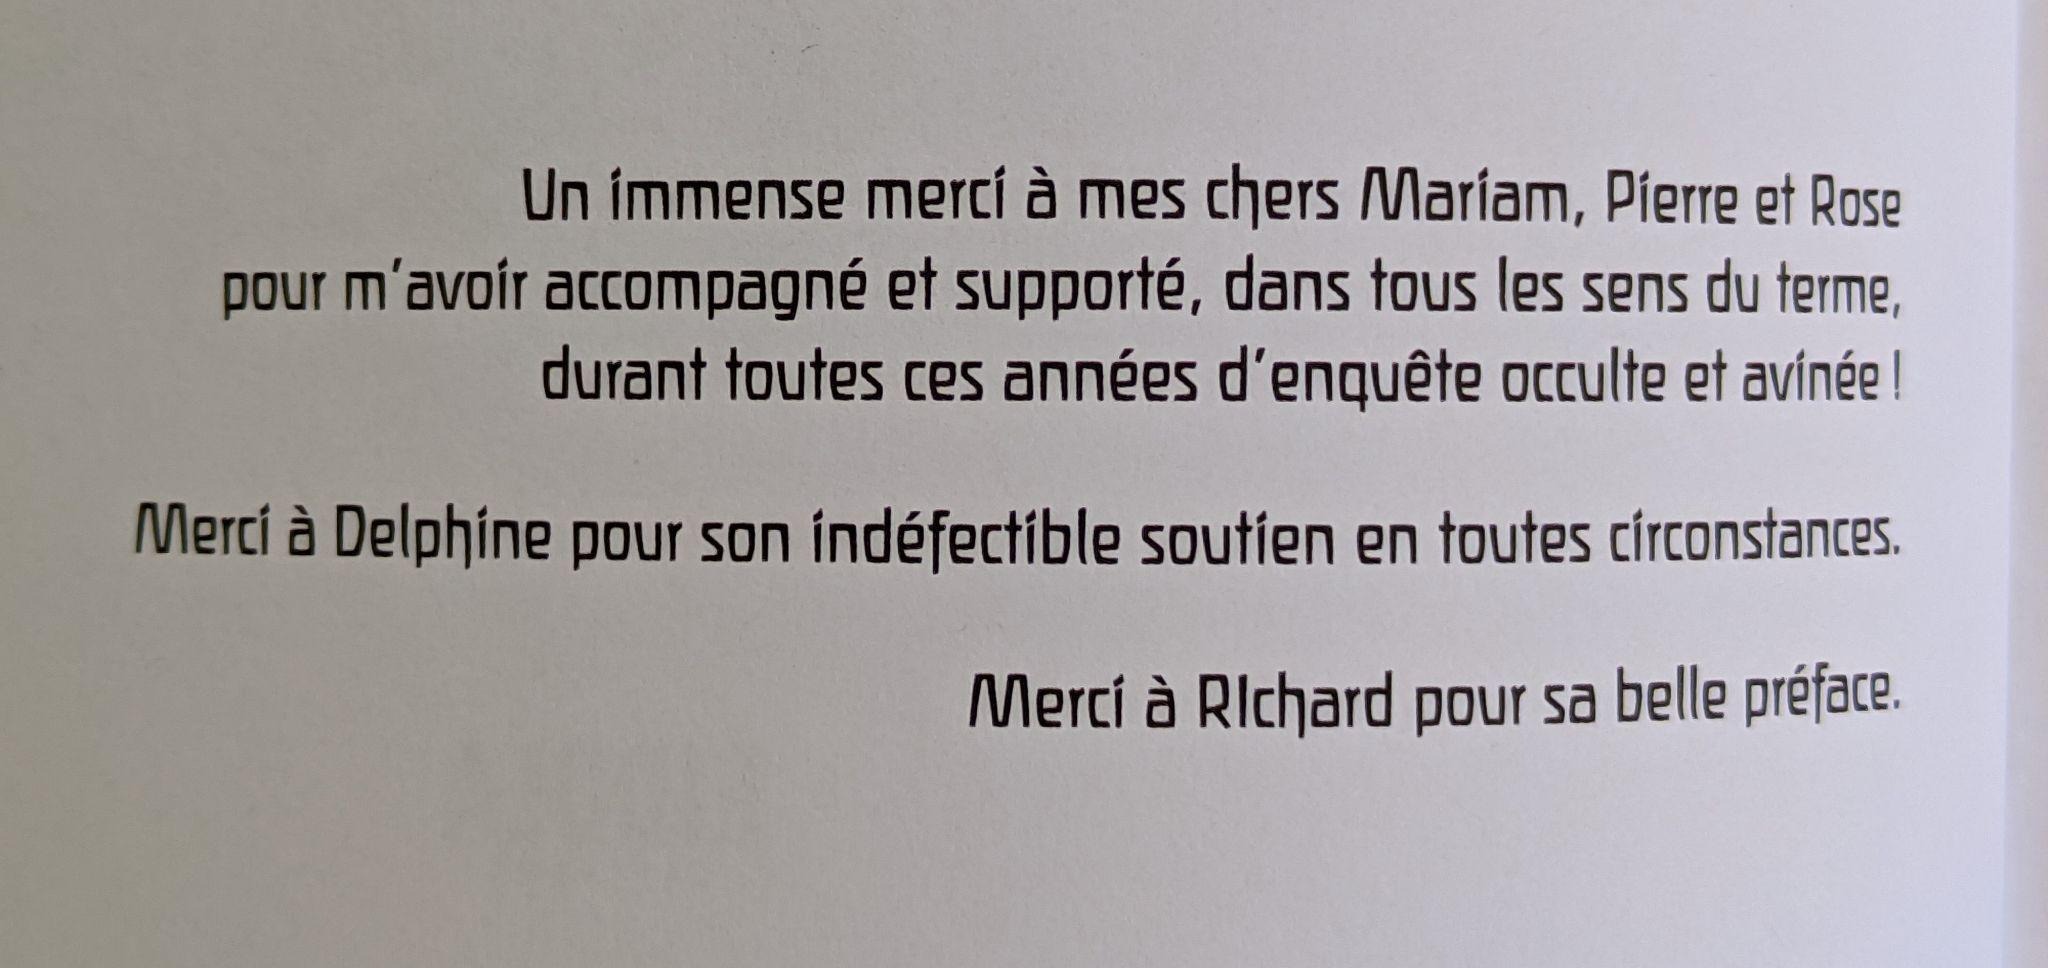 Un immense merci à mes chers Mariam, Pierre et Rose
pour m'avoir accompagné et supporté, dans tous les sens du terme,
durant toutes ces années d'enquête occulte et avinée !
Merci à Delphine pour son indéfectible soutien en toutes circonstances.
Merci à RIchard pour sa belle préface.